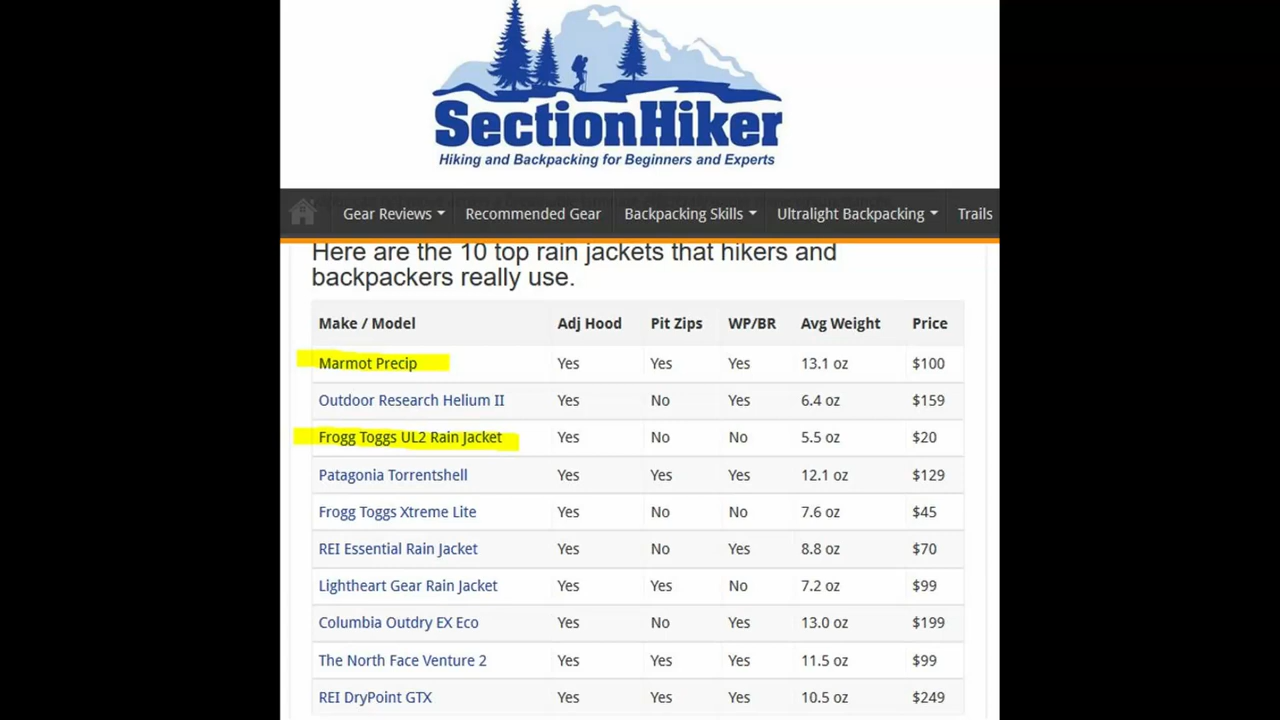 SectionHiker
Hiking and Backpacking for Beginners and Experts
Gear Reviews Recommended Gear Backpacking Skills Ultralight Backpacking Trails
Here are the 10 top rain jackets that hikers and
backpackers really use.
Make / Model Adj Hood Pit Zips WP/BR Avg Weight Price
Marmot Precip Yes Yes Yes 13.1 oz $100
Outdoor Research Helium II Yes No Yes 6.4 oz $159
Frogg Toggs UL2 Rain Jacket Yes No No 5.5 oz $20
Patagonia Torrentshell Yes Yes Yes 12.1 oz $129
Frogg Toggs Xtreme Lite Yes No No 7.6 oz $45
REI Essential Rain Jacket Yes No Yes 8.8 oz $70
Lightheart Gear Rain Jacket Yes Yes No 7.2 oz $99
Columbia Outdry EX Eco Yes No Yes 13.0 oz $199
The North Face Venture 2 Yes Yes Yes 11.5 oz $99
REI DryPoint GTX Yes Yes Yes 10.5 oz $249